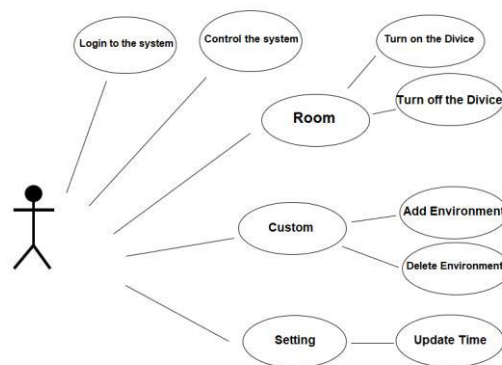 Login to the system
Control the system
Turn on the Divice
Turn off the Divice
Room
Add Environment
Custom
Delete Environment
Setting
Update Time